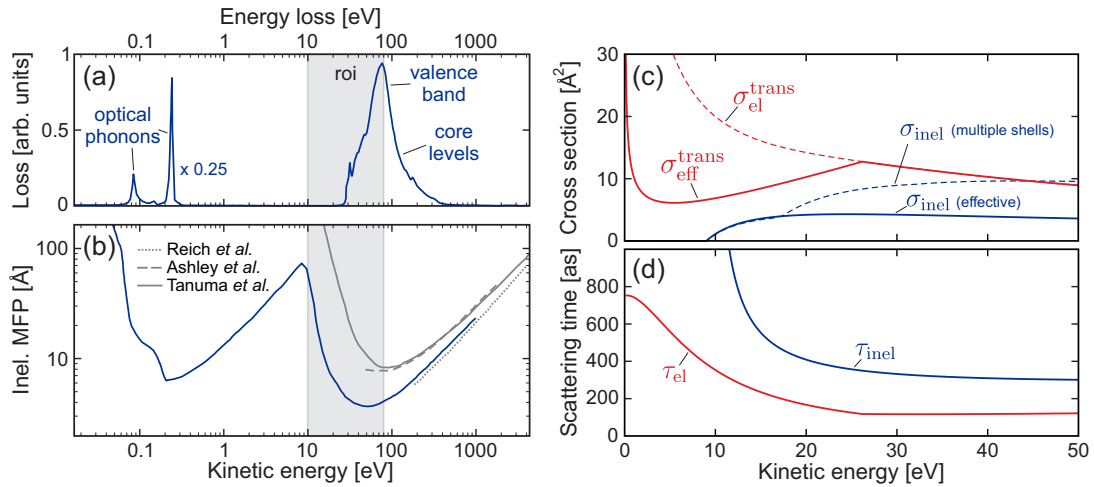 Energy loss [eV]
0.1 1 10 100 1000
Loss [arb. units]
1
0.5
0
(a)
optical
phonons
x 0.25
roi
valence
band
core
levels
Inel. MFP [Å]
100
10
(b)
Reich et al.
Ashley et al.
Tanuma et al.
0.1 1 10 100 1000
Kinetic energy [eV]
Cross section [Å²]
30
20
10
0
(c)
σ_el^trans
σ_eff^trans
σ_inel (multiple shells)
σ_inel (effective)
Scattering time [as]
800
600
400
200
0
(d)
τ_el
τ_inel
0 10 20 30 40 50
Kinetic energy [eV]